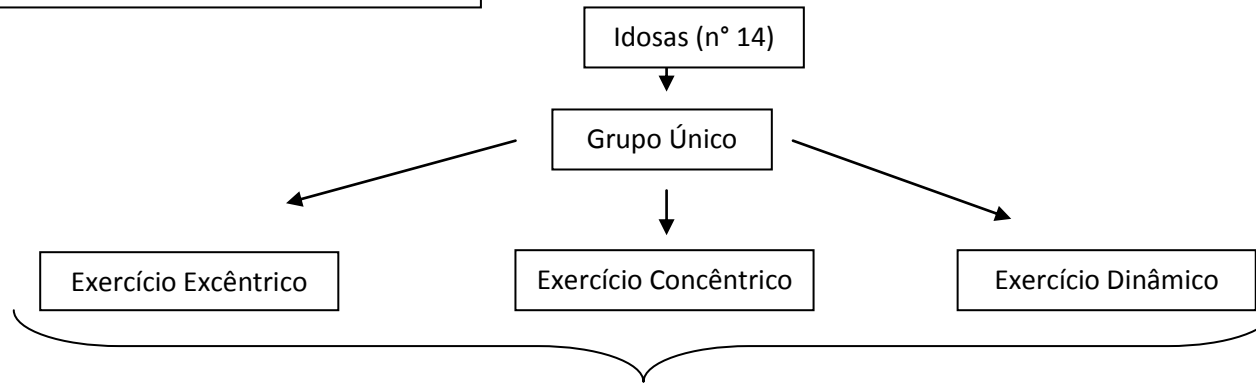 Idosas (n° 14)
Grupo Único
Exercício Excêntrico
Exercício Concêntrico
Exercício Dinâmico